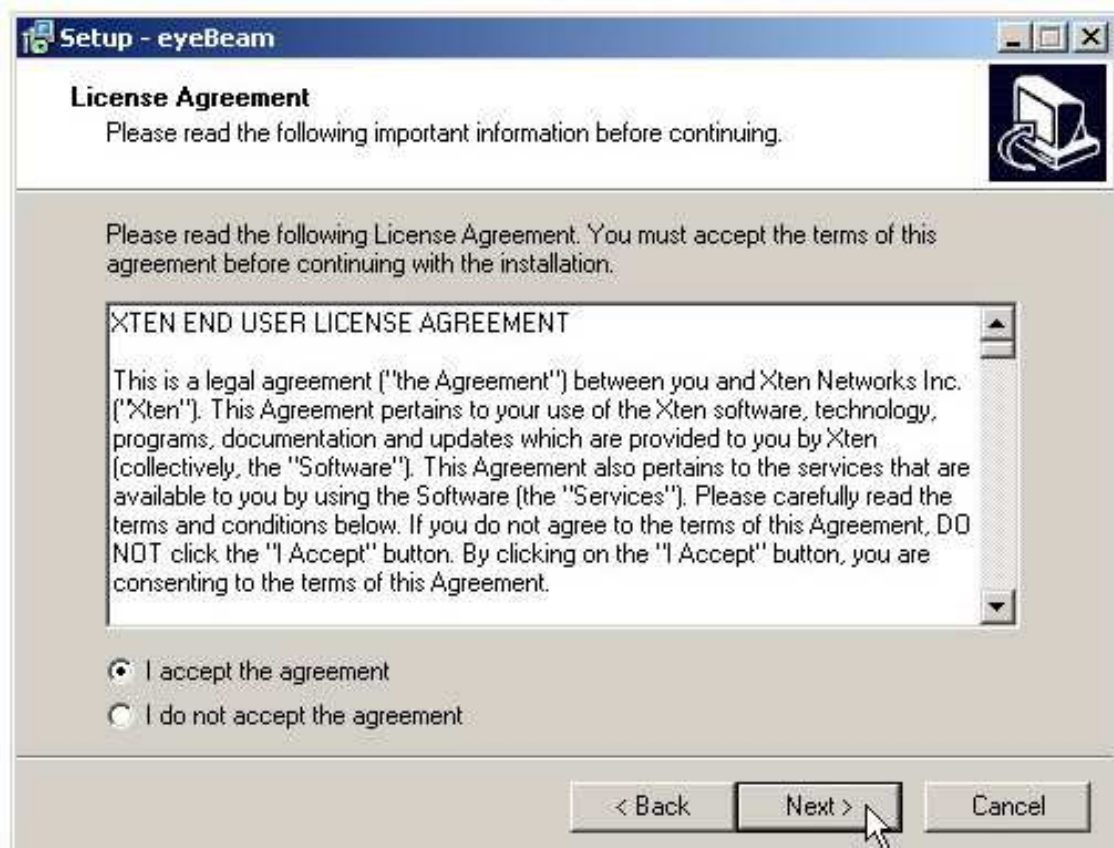 Setup - eyeBeam
License Agreement
Please read the following important information before continuing.
Please read the following License Agreement. You must accept the terms of this
agreement before continuing with the installation.
XTEN END USER LICENSE AGREEMENT
This is a legal agreement ("the Agreement") between you and Xten Networks Inc.
("Xten"). This Agreement pertains to your use of the Xten software, technology,
programs, documentation and updates which are provided to you by Xten
(collectively, the "Software"). This Agreement also pertains to the services that are
available to you by using the Software (the "Services"). Please carefully read the
terms and conditions below. If you do not agree to the terms of this Agreement, DO
NOT click the "I Accept" button. By clicking on the "I Accept" button, you are
consenting to the terms of this Agreement.
I accept the agreement
I do not accept the agreement
< Back
Next >
Cancel